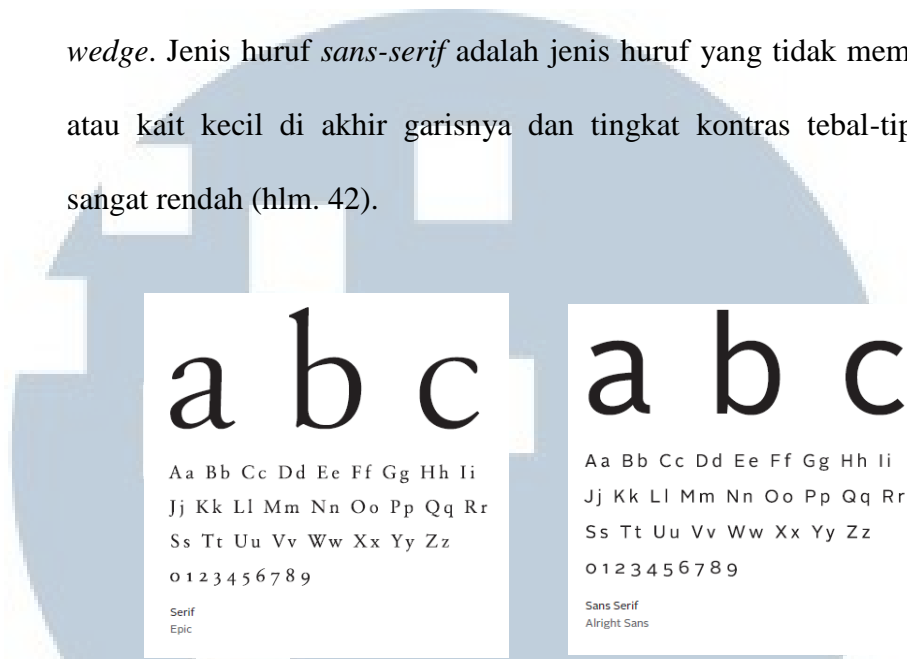 wedge. Jenis huruf sans-serif adalah jenis huruf yang tidak mem
atau kait kecil di akhir garisnya dan tingkat kontras tebal-tip
sangat rendah (hlm. 42).
a b c
Aa Bb Cc Dd Ee Ff Gg Hh Ii
Jj Kk Ll Mm Nn Oo Pp Qq Rr
Ss Tt Uu Vv Ww Xx Yy Zz
0123456789
Serif
Epic
a b c
Aa Bb Cc Dd Ee Ff Gg Hh Ii
Jj Kk Ll Mm Nn Oo Pp Qq Rr
Ss Tt Uu Vv Ww Xx Yy Zz
0123456789
Sans Serif
Alright Sans